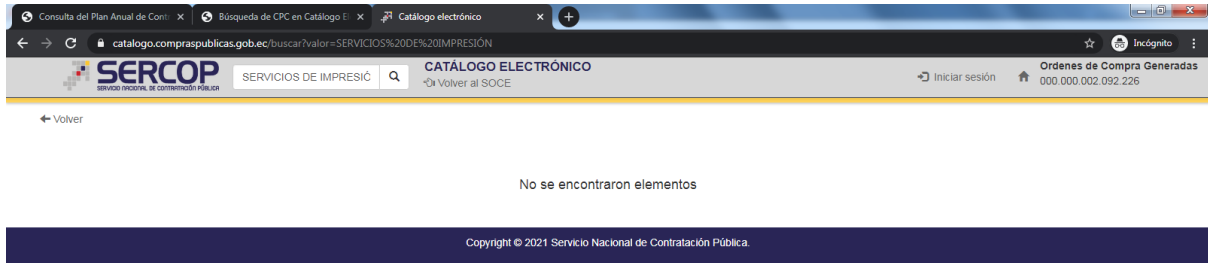 Consulta del Plan Anual de Contr
Búsqueda de CPC en Catálogo El
Catálogo electrónico
catalogo.compraspublicas.gob.ec/buscar?valor=SERVICIOS%20DE%20IMPRESIÓN
Incógnito
SERCOP
SERVICIO NACIONAL DE CONTRATACIÓN PÚBLICA
SERVICIOS DE IMPRESIÓ
CATÁLOGO ELECTRÓNICO
Volver al SOCE
Iniciar sesión
Ordenes de Compra Generadas
000.000.002.092.226
Volver
No se encontraron elementos
Copyright © 2021 Servicio Nacional de Contratación Pública.